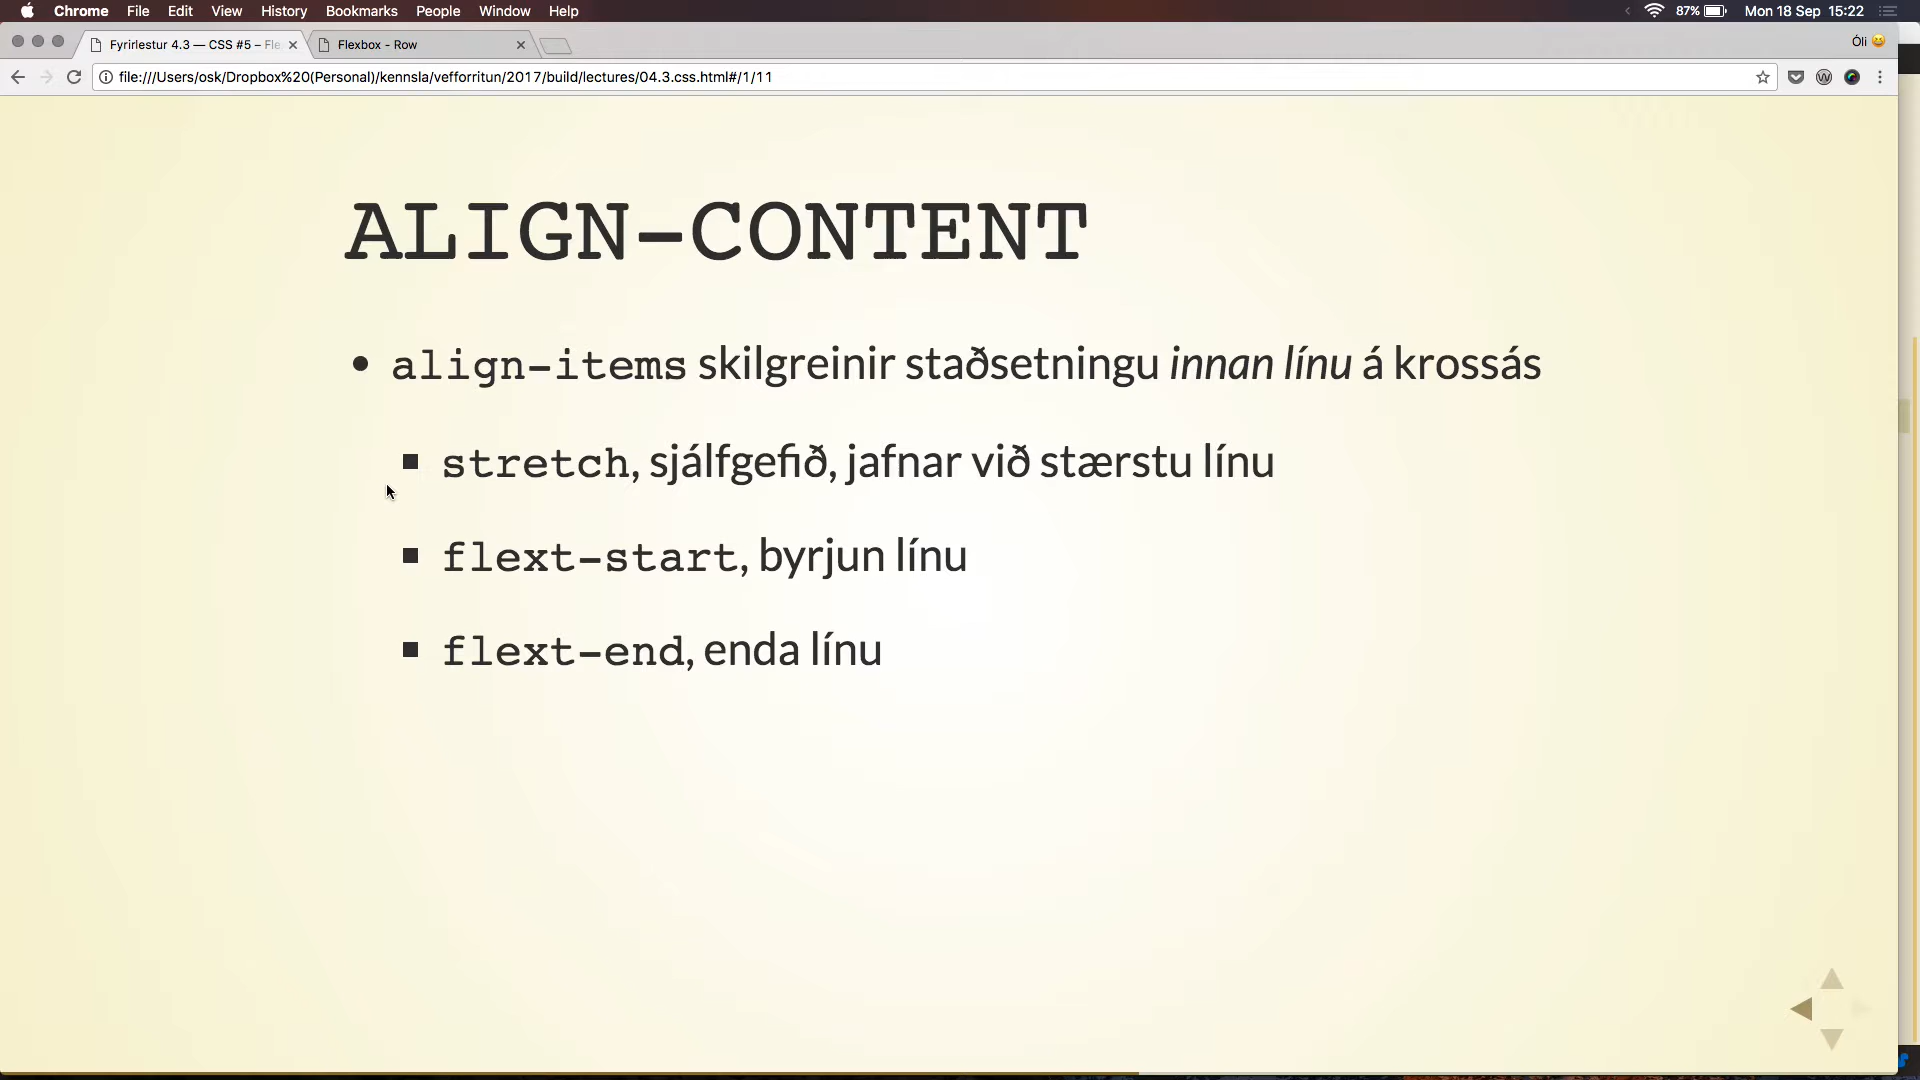 Chrome File Edit View History Bookmarks People Window Help 87% Mon 18 Sep 15:22
Fyrirlestur 4.3 — CSS #5 – Fle Flexbox - Row Óli
file:///Users/osk/Dropbox%20(Personal)/kennsla/vefforritun/2017/build/lectures/04.3.css.html#/1/11
ALIGN-CONTENT
align-items skilgreinir staðsetningu innan línu á krossás
stretch, sjálfgefið, jafnar við stærstu línu
flext-start, byrjun línu
flext-end, enda línu